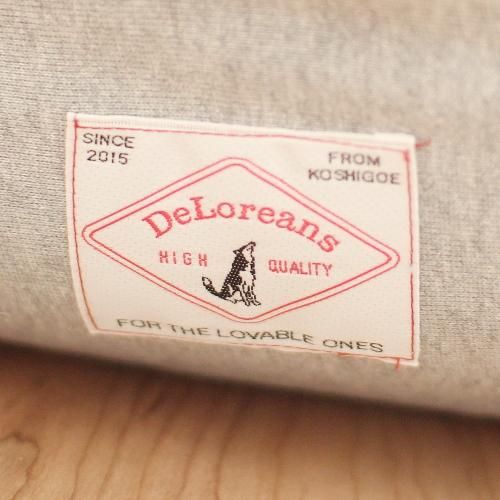 SINCE
2015
FROM
KOSHIGOE
DeLoreans
HIGH QUALITY
FOR THE LOVABLE ONES